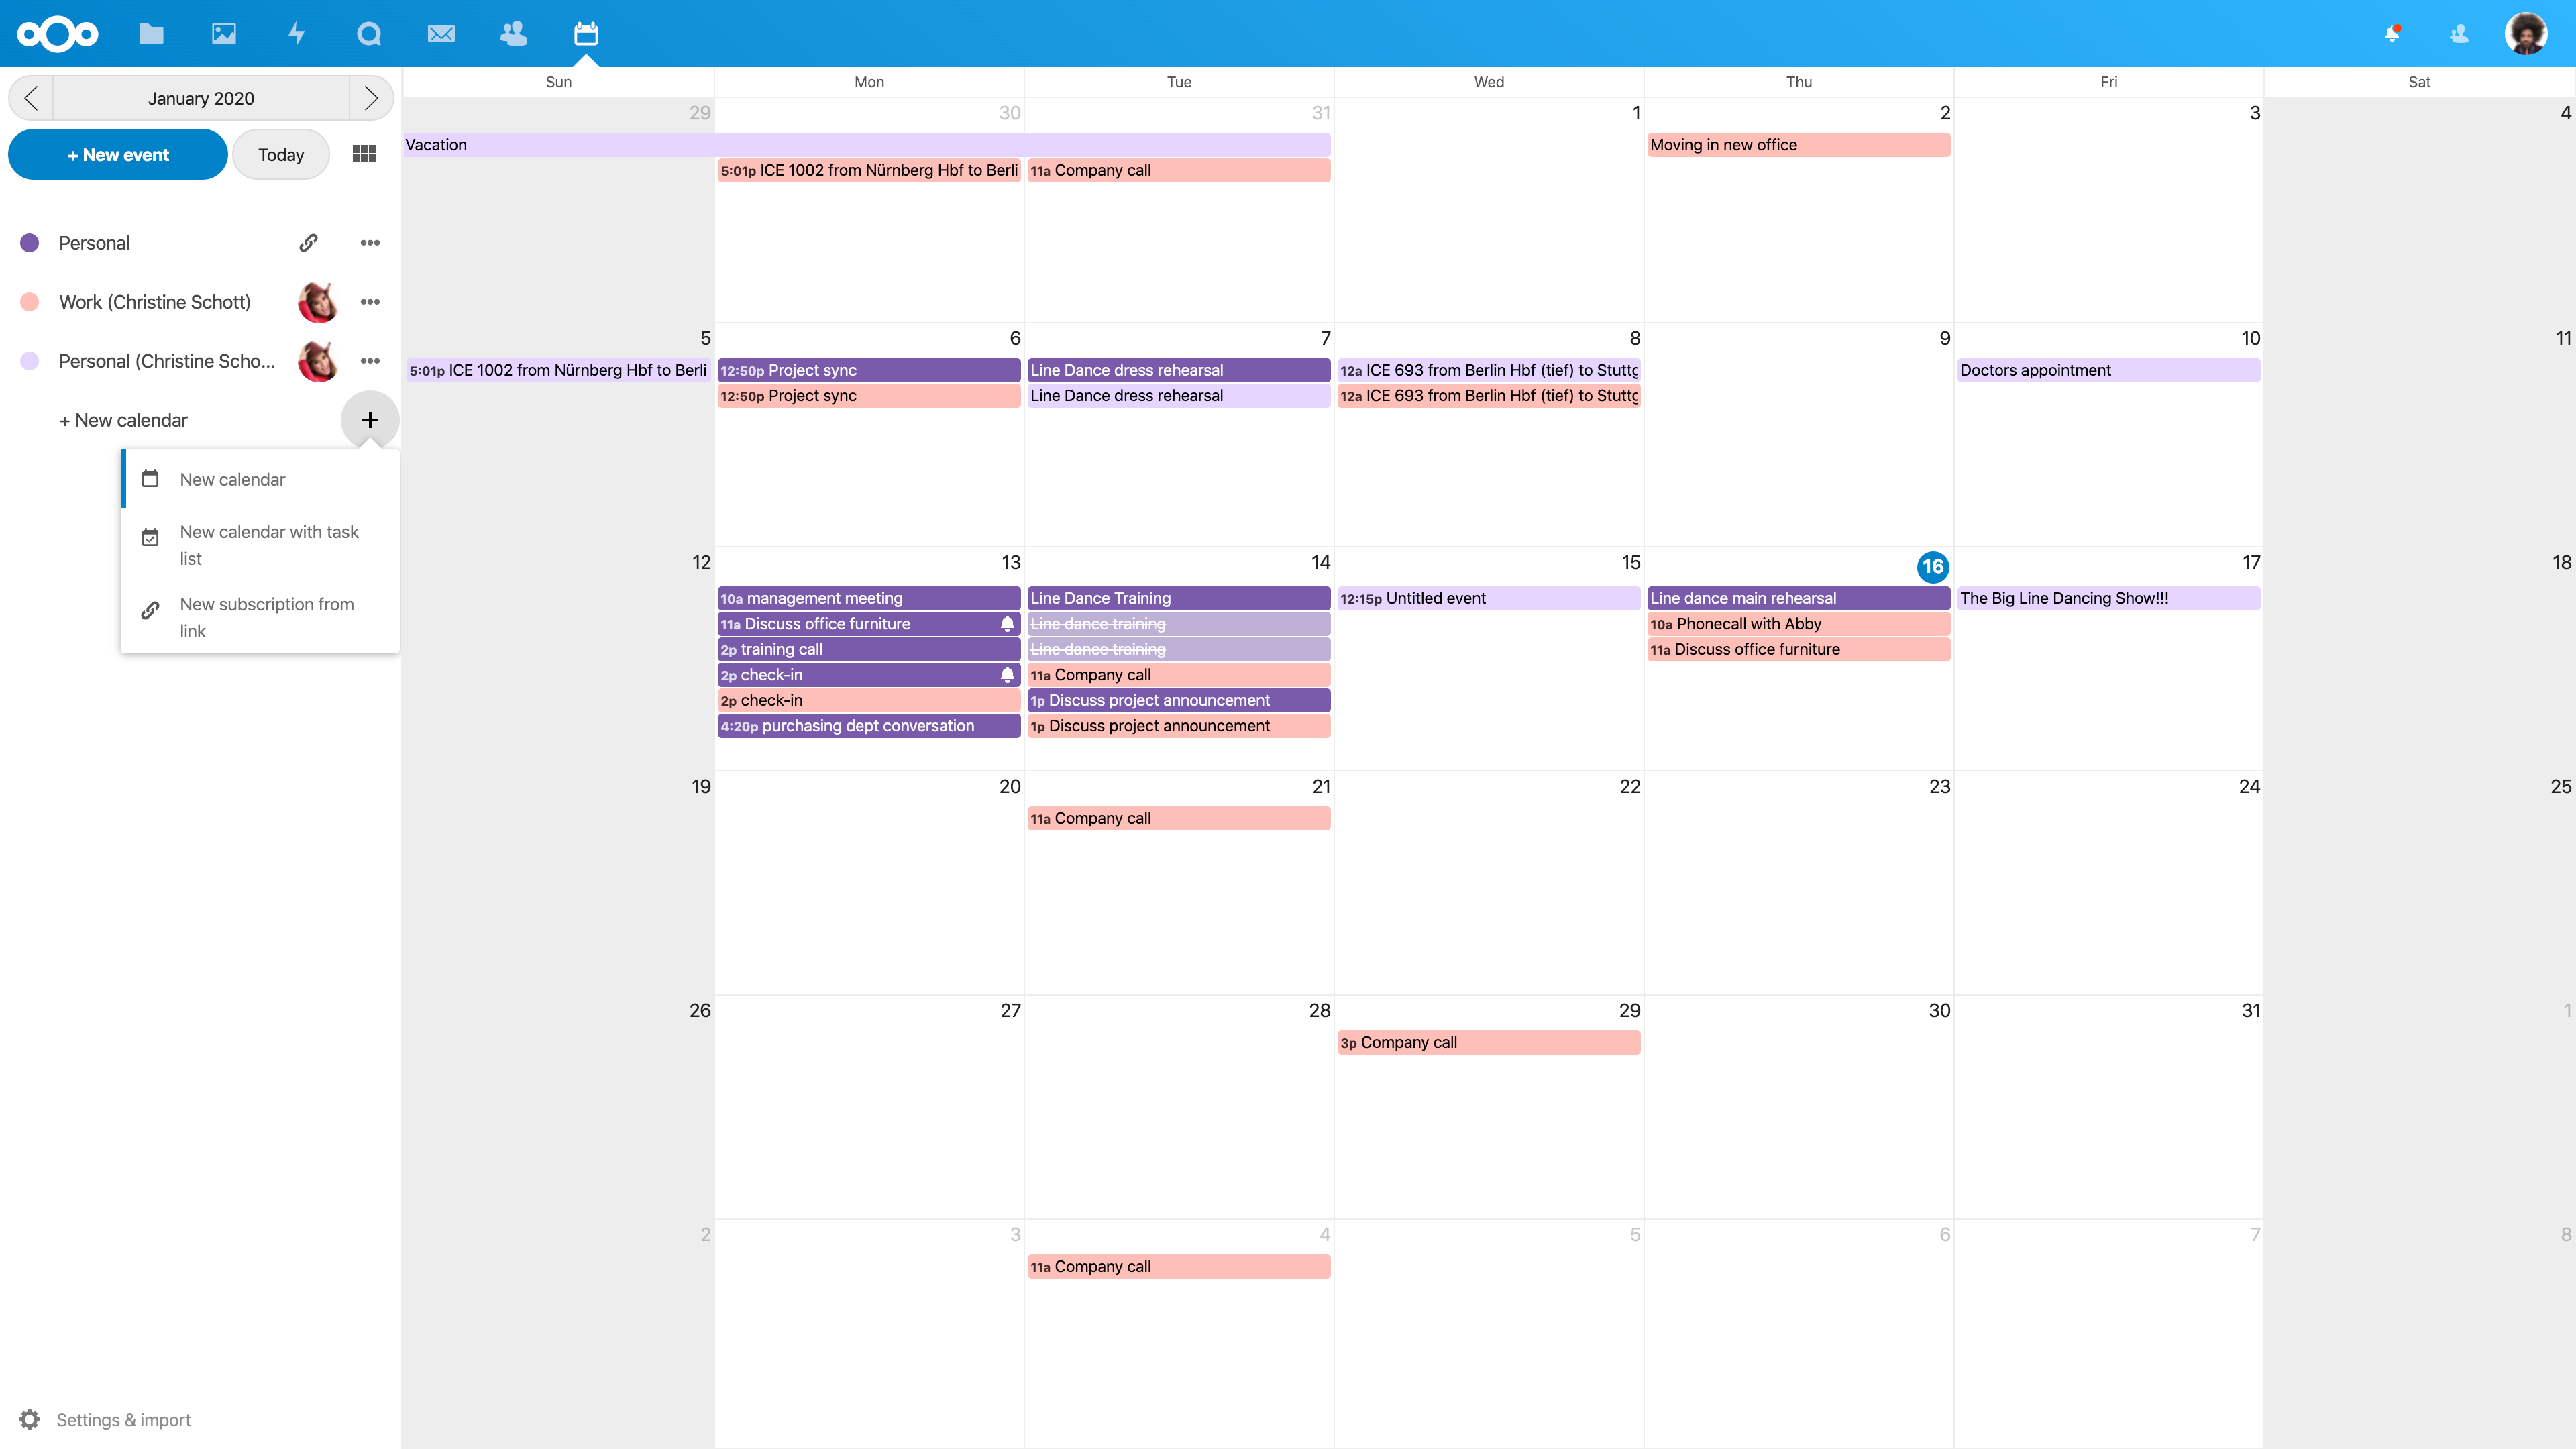 January 2020
+ New event
Today
Personal
Work (Christine Schott)
Personal (Christine Scho...
+ New calendar
New calendar
New calendar with task
list
New subscription from
link
Settings & import
Sun Mon Tue Wed Thu Fri Sat
29 30 31 1 2 3 4
Vacation
Moving in new office
5:01p ICE 1002 from Nürnberg Hbf to Berli
11a Company call
5 6 7 8 9 10 11
5:01p ICE 1002 from Nürnberg Hbf to Berli
12:50p Project sync
Line Dance dress rehearsal
12a ICE 693 from Berlin Hbf (tief) to Stuttg
Doctors appointment
12:50p Project sync
Line Dance dress rehearsal
12a ICE 693 from Berlin Hbf (tief) to Stuttg
12 13 14 15 16 17 18
10a management meeting
11a Discuss office furniture
2p training call
2p check-in
2p check-in
4:20p purchasing dept conversation
Line Dance Training
Line dance training
Line dance training
11a Company call
1p Discuss project announcement
1p Discuss project announcement
12:15p Untitled event
Line dance main rehearsal
10a Phonecall with Abby
11a Discuss office furniture
The Big Line Dancing Show!!!
19 20 21 22 23 24 25
11a Company call
26 27 28 29 30 31 1
3p Company call
2 3 4 5 6 7 8
11a Company call